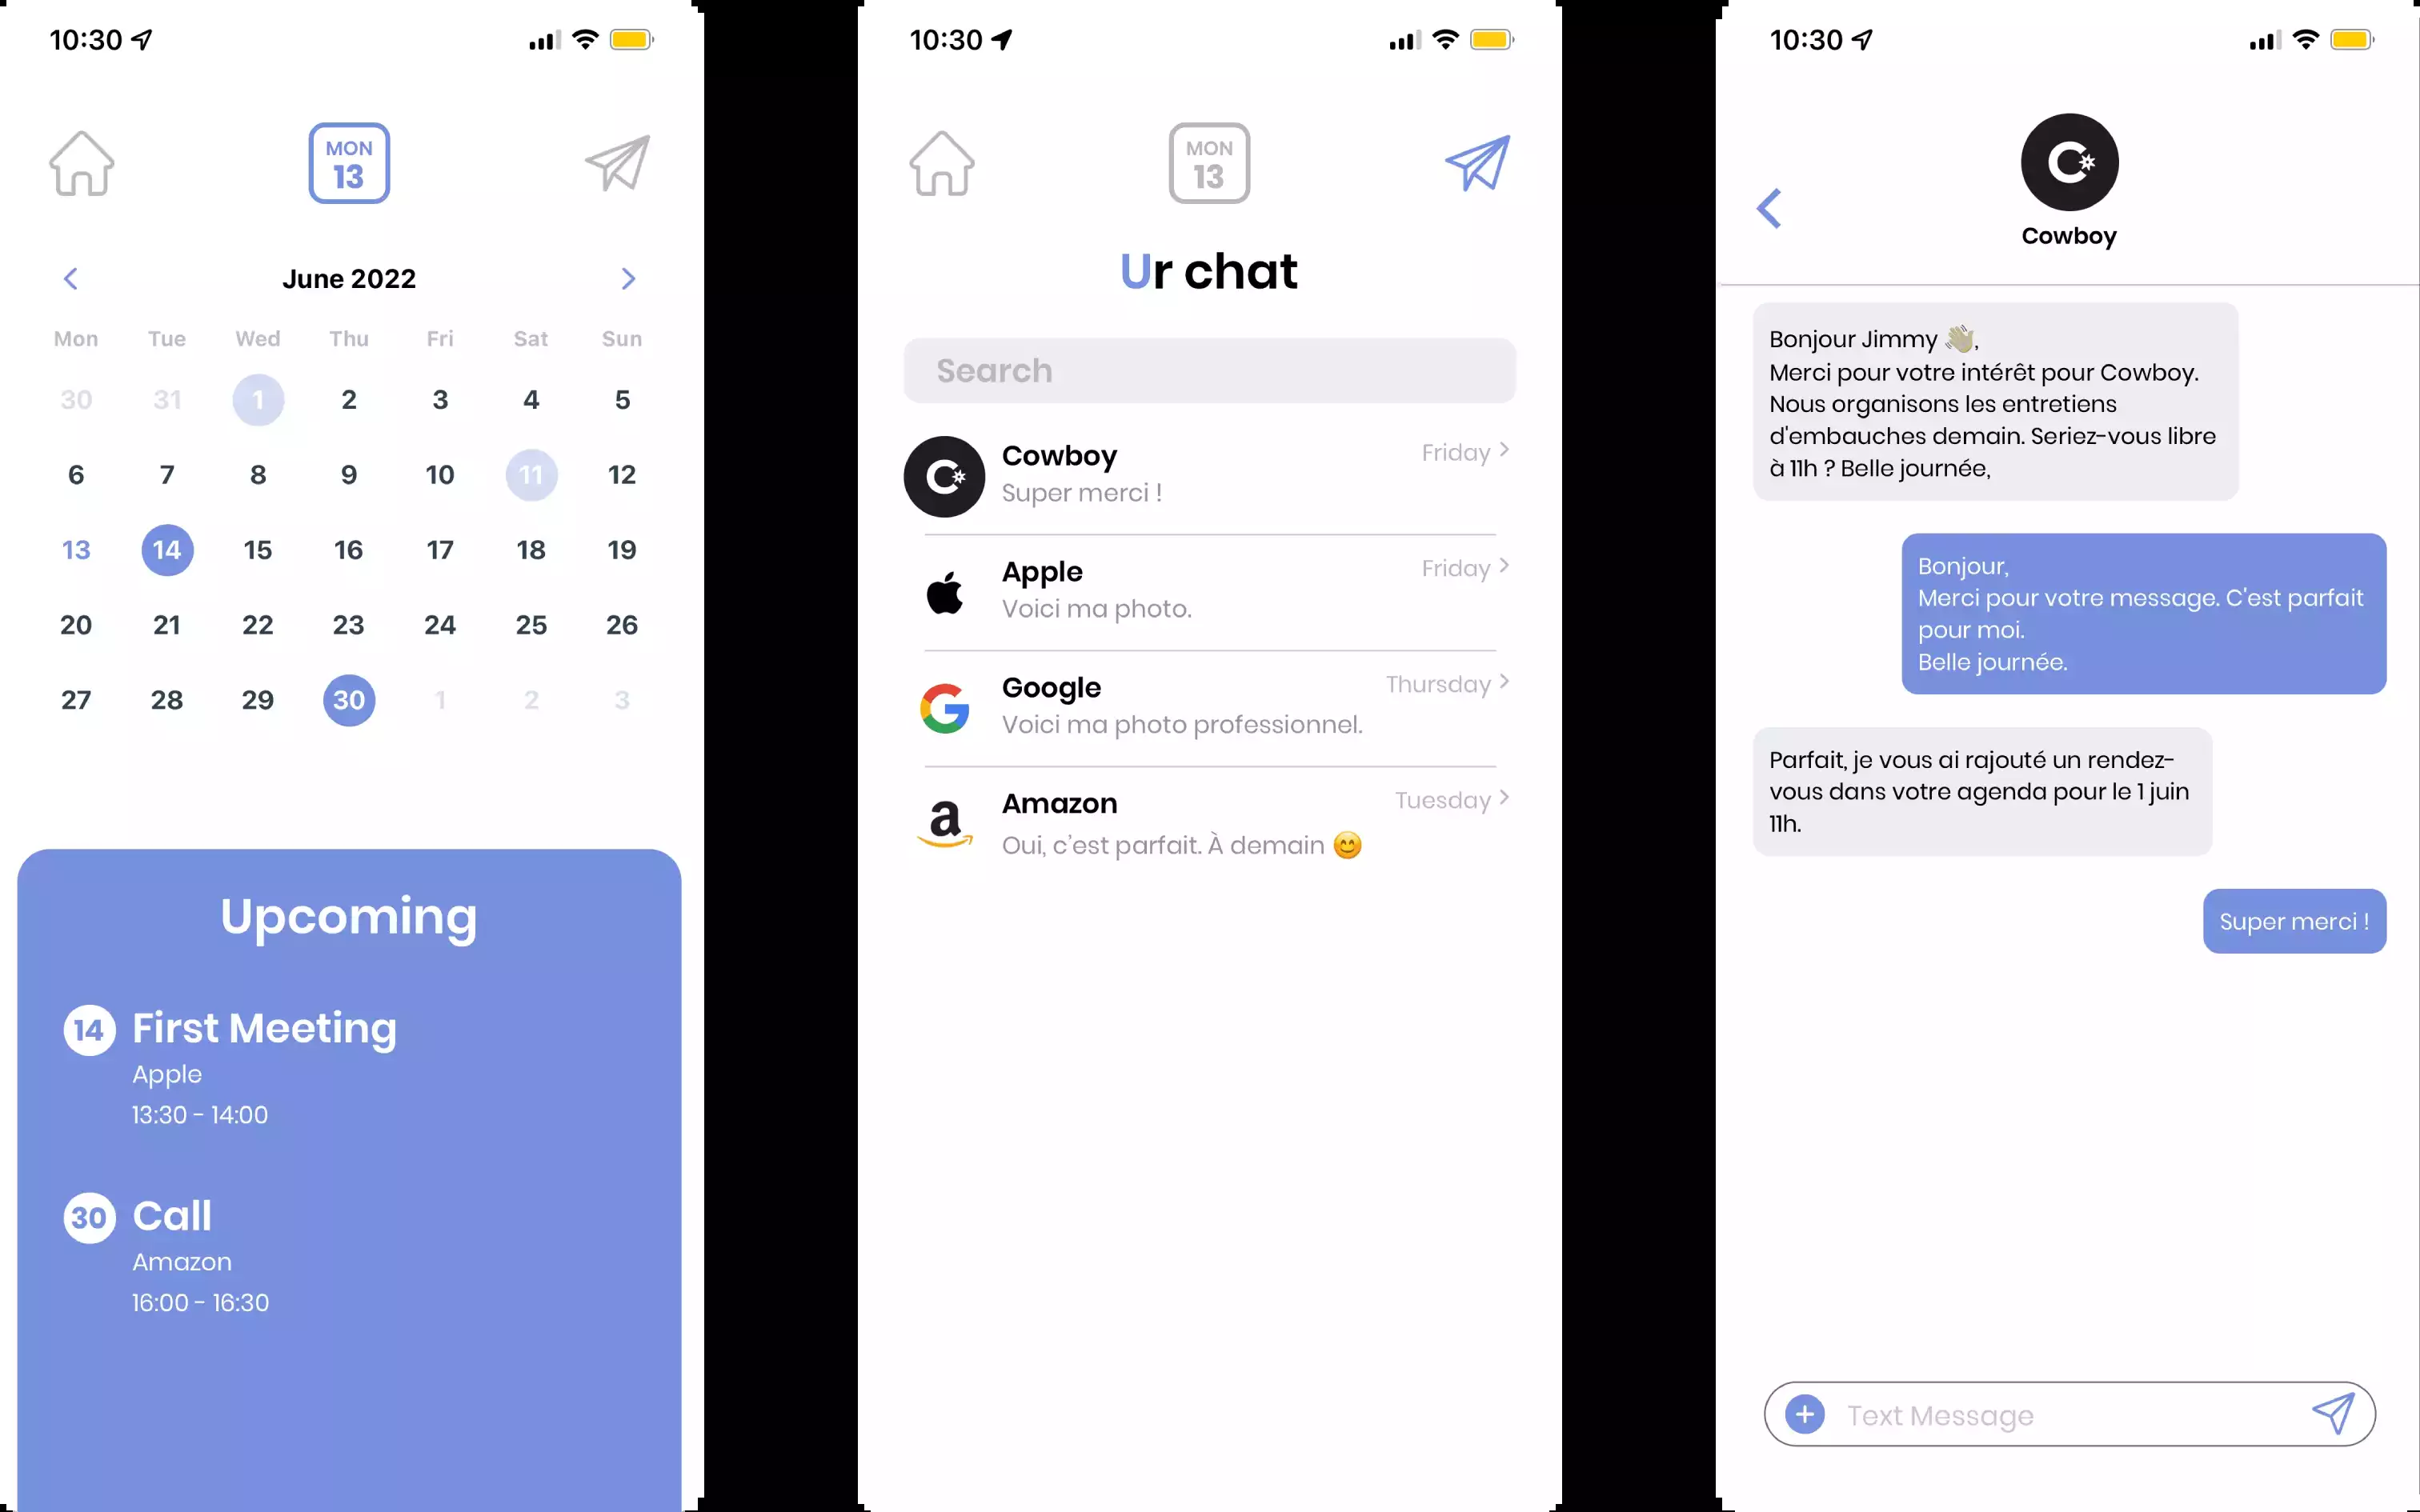 10:30
MON
13
June 2022
Mon Tue Wed Thu Fri Sat Sun
30 31 1 2 3 4 5
6 7 8 9 10 11 12
13 14 15 16 17 18 19
20 21 22 23 24 25 26
27 28 29 30 1 2 3
Upcoming
14 First Meeting
Apple
13:30 - 14:00
30 Call
Amazon
16:00 - 16:30
10:30
MON
13
Ur chat
Search
Cowboy Friday
Super merci !
Apple Friday
Voici ma photo.
Google Thursday
Voici ma photo professionnel.
Amazon Tuesday
Oui, c'est parfait. À demain 😊
10:30
Cowboy
Bonjour Jimmy 👋,
Merci pour votre intérêt pour Cowboy.
Nous organisons les entretiens
d'embauches demain. Seriez-vous libre
à 11h ? Belle journée,
Bonjour,
Merci pour votre message. C'est parfait
pour moi.
Belle journée.
Parfait, je vous ai rajouté un rendez-
vous dans votre agenda pour le 1 juin
11h.
Super merci !
Text Message